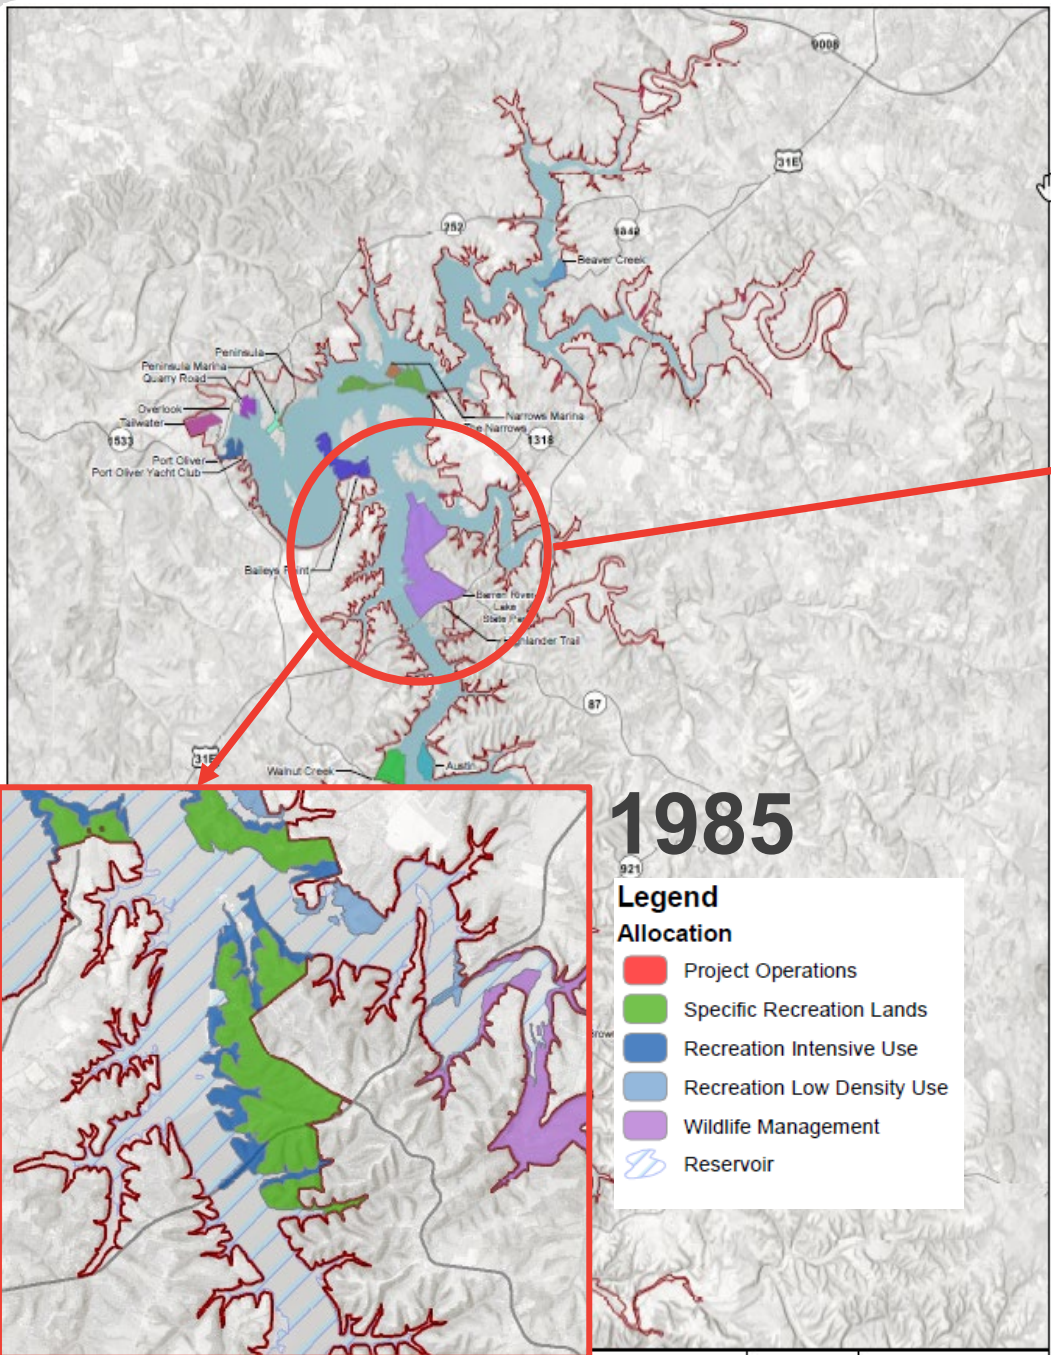 9008
31E
252
1849
Beaver Creek
Peninsula
Peninsula Marina
Quarry Road
Overlook
Tailwater
1533
Port Oliver
Port Oliver Yacht Club
Narrows Marina
The Narrows
1318
Baileys Point
Barren River
Lake
State Park
Highlander Trail
87
31E
Walnut Creek
Austin
1985
921
Legend
Allocation
Project Operations
Specific Recreation Lands
Recreation Intensive Use
Recreation Low Density Use
Wildlife Management
Reservoir